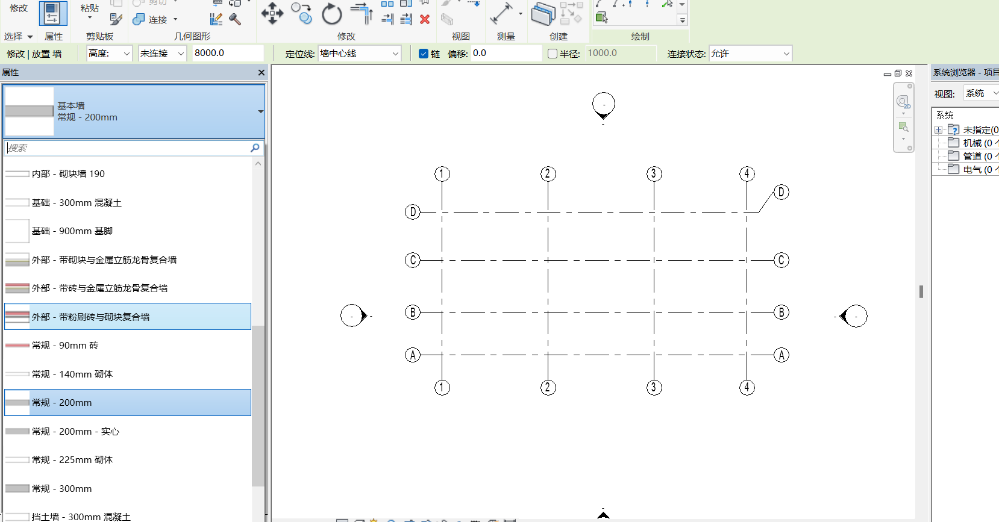 修改
粘贴
剪切
连接
选择
属性
剪贴板
几何图形
修改
视图
测量
创建
绘制
修改 | 放置 墙
高度:
未连接
8000.0
定位线:
墙中心线
链
偏移:
0.0
半径:
1000.0
连接状态:
允许
属性
基本墙
常规 - 200mm
搜索
内部 - 砌块墙 190
基础 - 300mm 混凝土
基础 - 900mm 基脚
外部 - 带砌块与金属立筋龙骨复合墙
外部 - 带砖与金属立筋龙骨复合墙
外部 - 带粉刷砖与砌块复合墙
常规 - 90mm 砖
常规 - 140mm 砌体
常规 - 200mm
常规 - 200mm - 实心
常规 - 225mm 砌体
常规 - 300mm
挡土墙 - 300mm 混凝土
1
2
3
4
D
D
C
C
B
B
A
A
1
2
3
4
2D
系统浏览器 - 项目
视图:
系统
系统
未指定(0
机械 (0 个
管道 (0 个
电气 (0 个